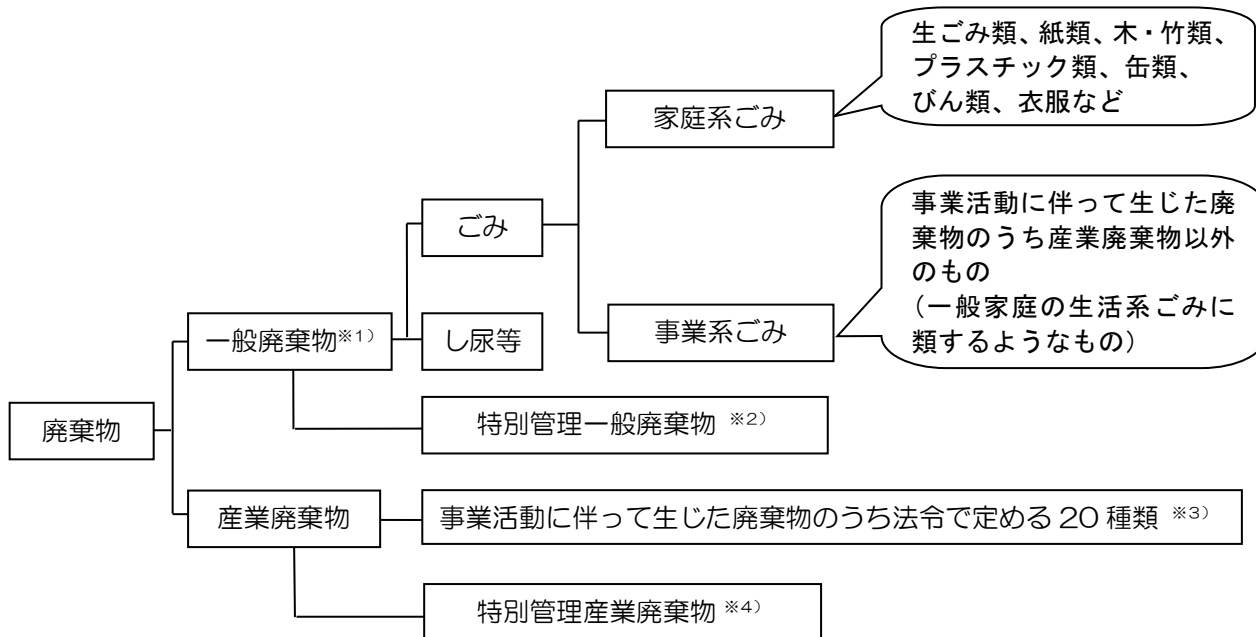 生ごみ類、紙類、木・竹類、
プラスチック類、缶類、
びん類、衣服など
家庭系ごみ
ごみ
事業活動に伴って生じた廃
棄物のうち産業廃棄物以外
のもの
（一般家庭の生活系ごみに
類するようなもの）
事業系ごみ
一般廃棄物※1）
し尿等
特別管理一般廃棄物 ※2）
廃棄物
産業廃棄物
事業活動に伴って生じた廃棄物のうち法令で定める 20 種類 ※3）
特別管理産業廃棄物 ※4）